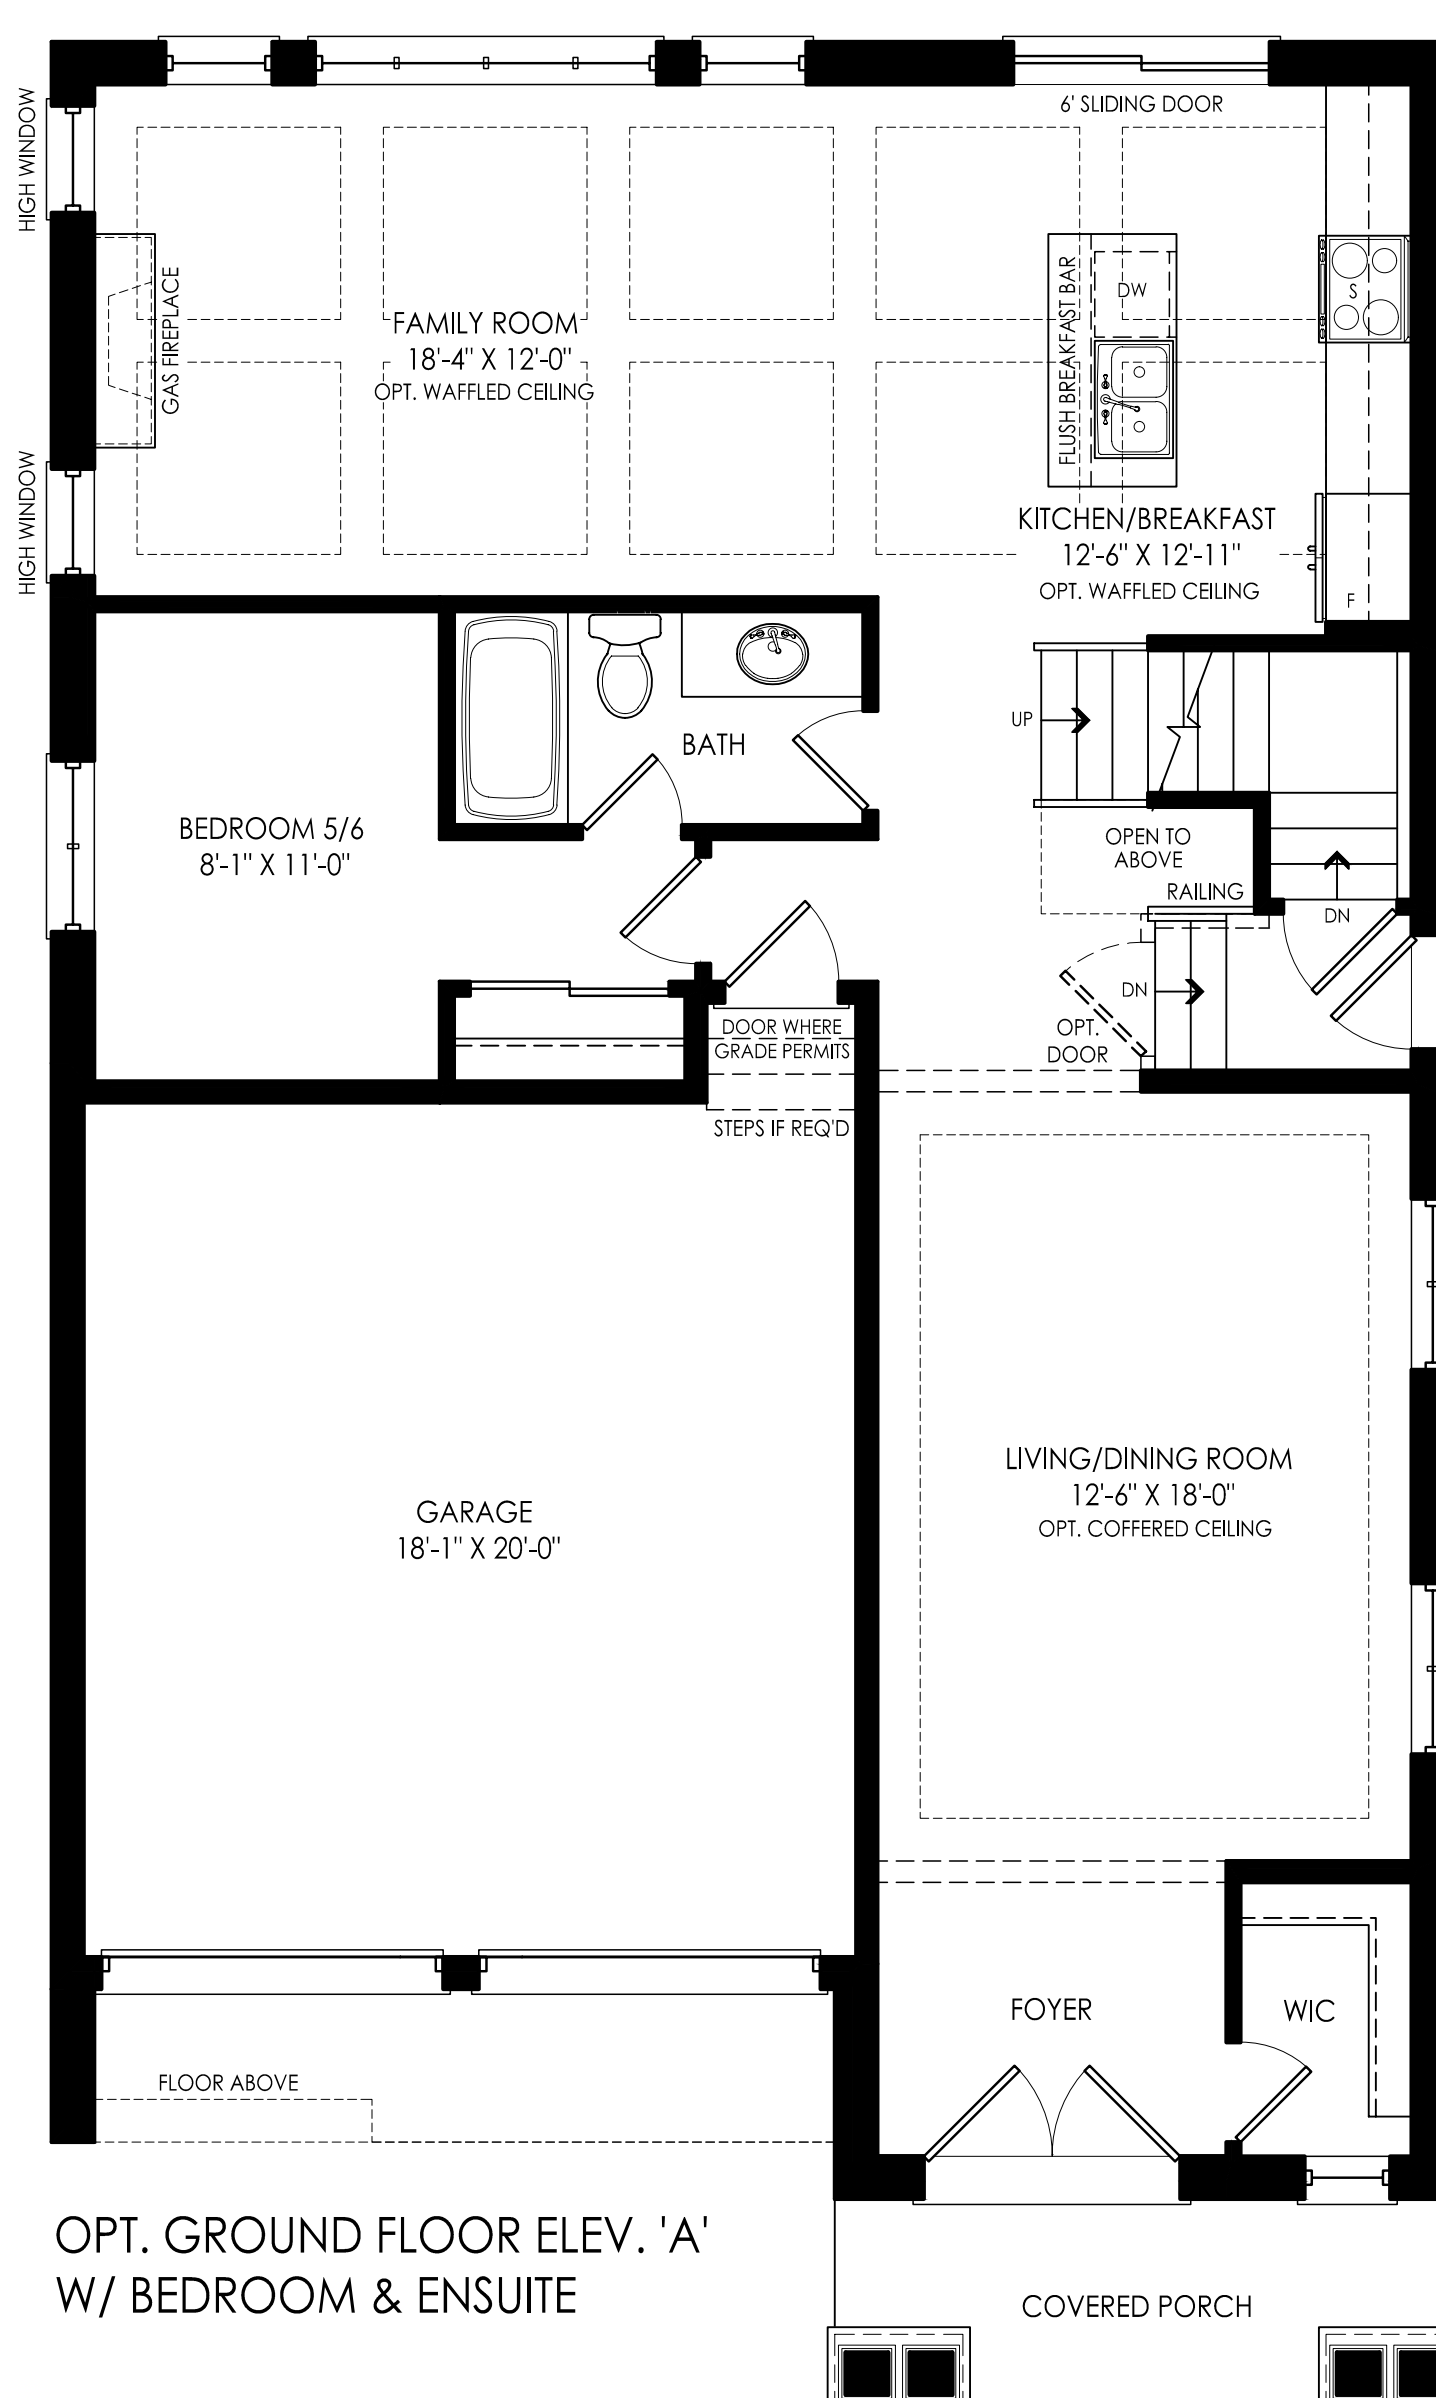 6' SLIDING DOOR
HIGH WINDOW
GAS FIREPLACE
FAMILY ROOM
18'-4" X 12'-0"
OPT. WAFFLED CEILING
FLUSH BREAKFAST BAR
DW
S
HIGH WINDOW
KITCHEN/BREAKFAST
12'-6" X 12'-11"
OPT. WAFFLED CEILING
F
UP
BATH
BEDROOM 5/6
8'-1" X 11'-0"
OPEN TO
ABOVE
RAILING
DN
DN
OPT.
DOOR
DOOR WHERE
GRADE PERMITS
STEPS IF REQ'D
LIVING/DINING ROOM
12'-6" X 18'-0"
OPT. COFFERED CEILING
GARAGE
18'-1" X 20'-0"
FOYER
WIC
FLOOR ABOVE
OPT. GROUND FLOOR ELEV. 'A'
W/ BEDROOM & ENSUITE
COVERED PORCH